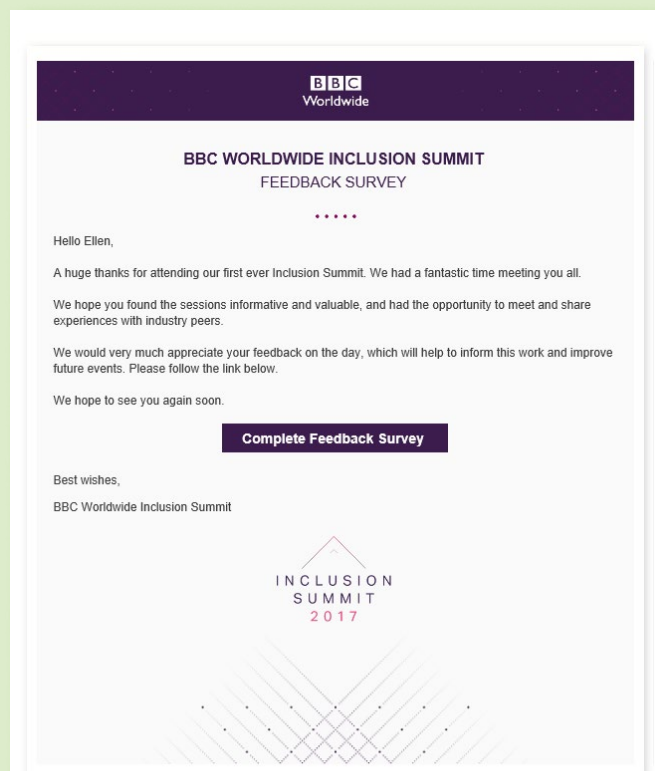 BBC
Worldwide
BBC WORLDWIDE INCLUSION SUMMIT
FEEDBACK SURVEY
Hello Ellen,
A huge thanks for attending our first ever Inclusion Summit. We had a fantastic time meeting you all.
We hope you found the sessions informative and valuable, and had the opportunity to meet and share
experiences with industry peers.
We would very much appreciate your feedback on the day, which will help to inform this work and improve
future events. Please follow the link below.
We hope to see you again soon.
Complete Feedback Survey
Best wishes,
BBC Worldwide Inclusion Summit
INCLUSION
SUMMIT
2017